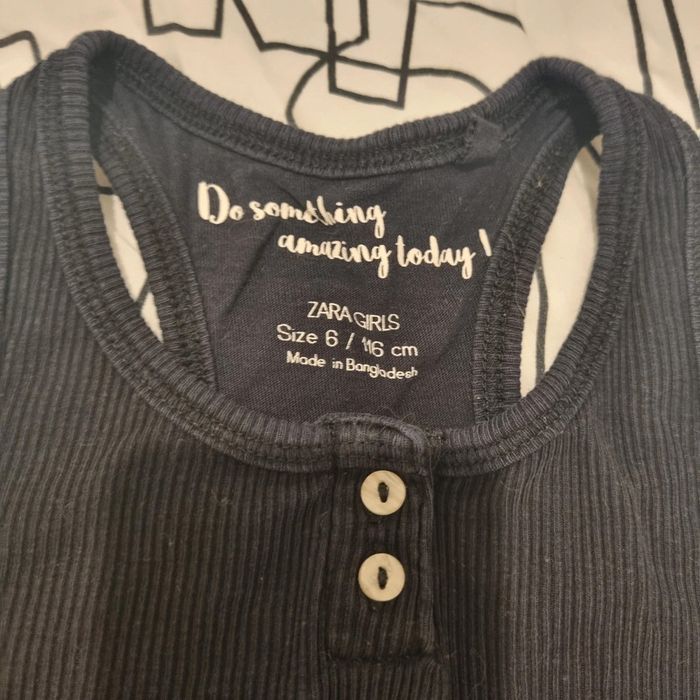 Do something
amazing today!
ZARA GIRLS
Size 6 / 116 cm
Made in Bangladesh